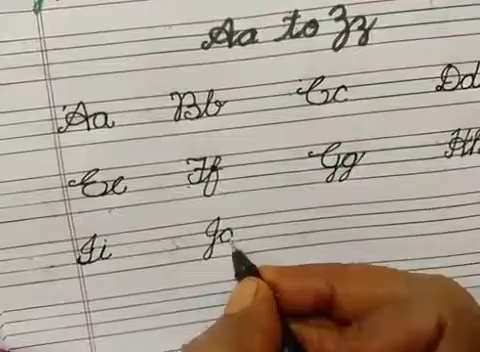 Aa to Zz
Aa Bb Cc Dd
Ee Ff Gg Hh
Ii J